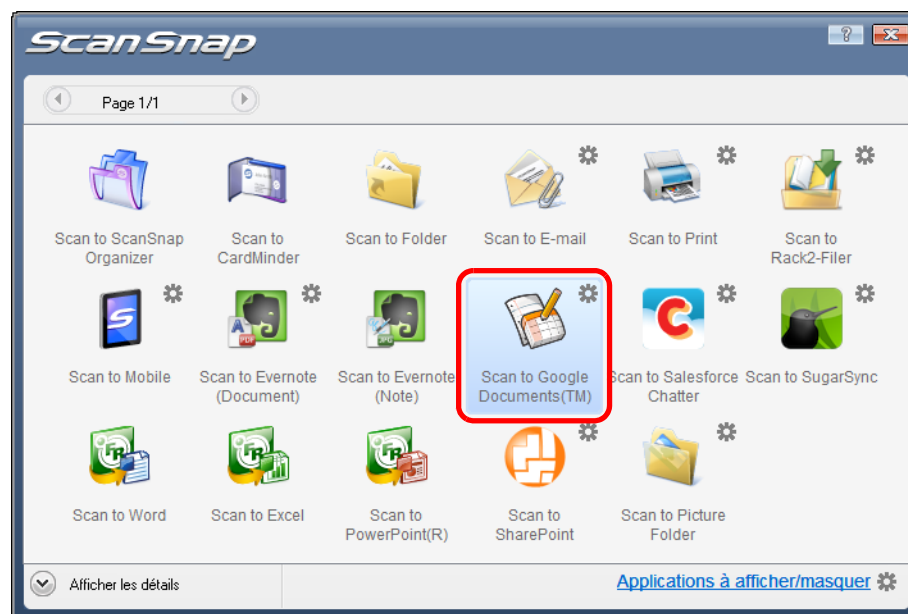 ScanSnap
Page 1/1
Scan to ScanSnap
Organizer
Scan to
CardMinder
Scan to Folder
Scan to E-mail
Scan to Print
Scan to
Rack2-Filer
Scan to Mobile
Scan to Evernote
(Document)
Scan to Evernote
(Note)
Scan to Google
Documents(TM)
Scan to Salesforce
Chatter
Scan to SugarSync
Scan to Word
Scan to Excel
Scan to
PowerPoint(R)
Scan to
SharePoint
Scan to Picture
Folder
Afficher les détails
Applications à afficher/masquer